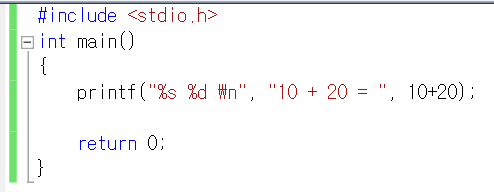 #include <stdio.h>
int main()
{
printf("%s %d ₩n", "10 + 20 = ", 10+20);
return 0;
}